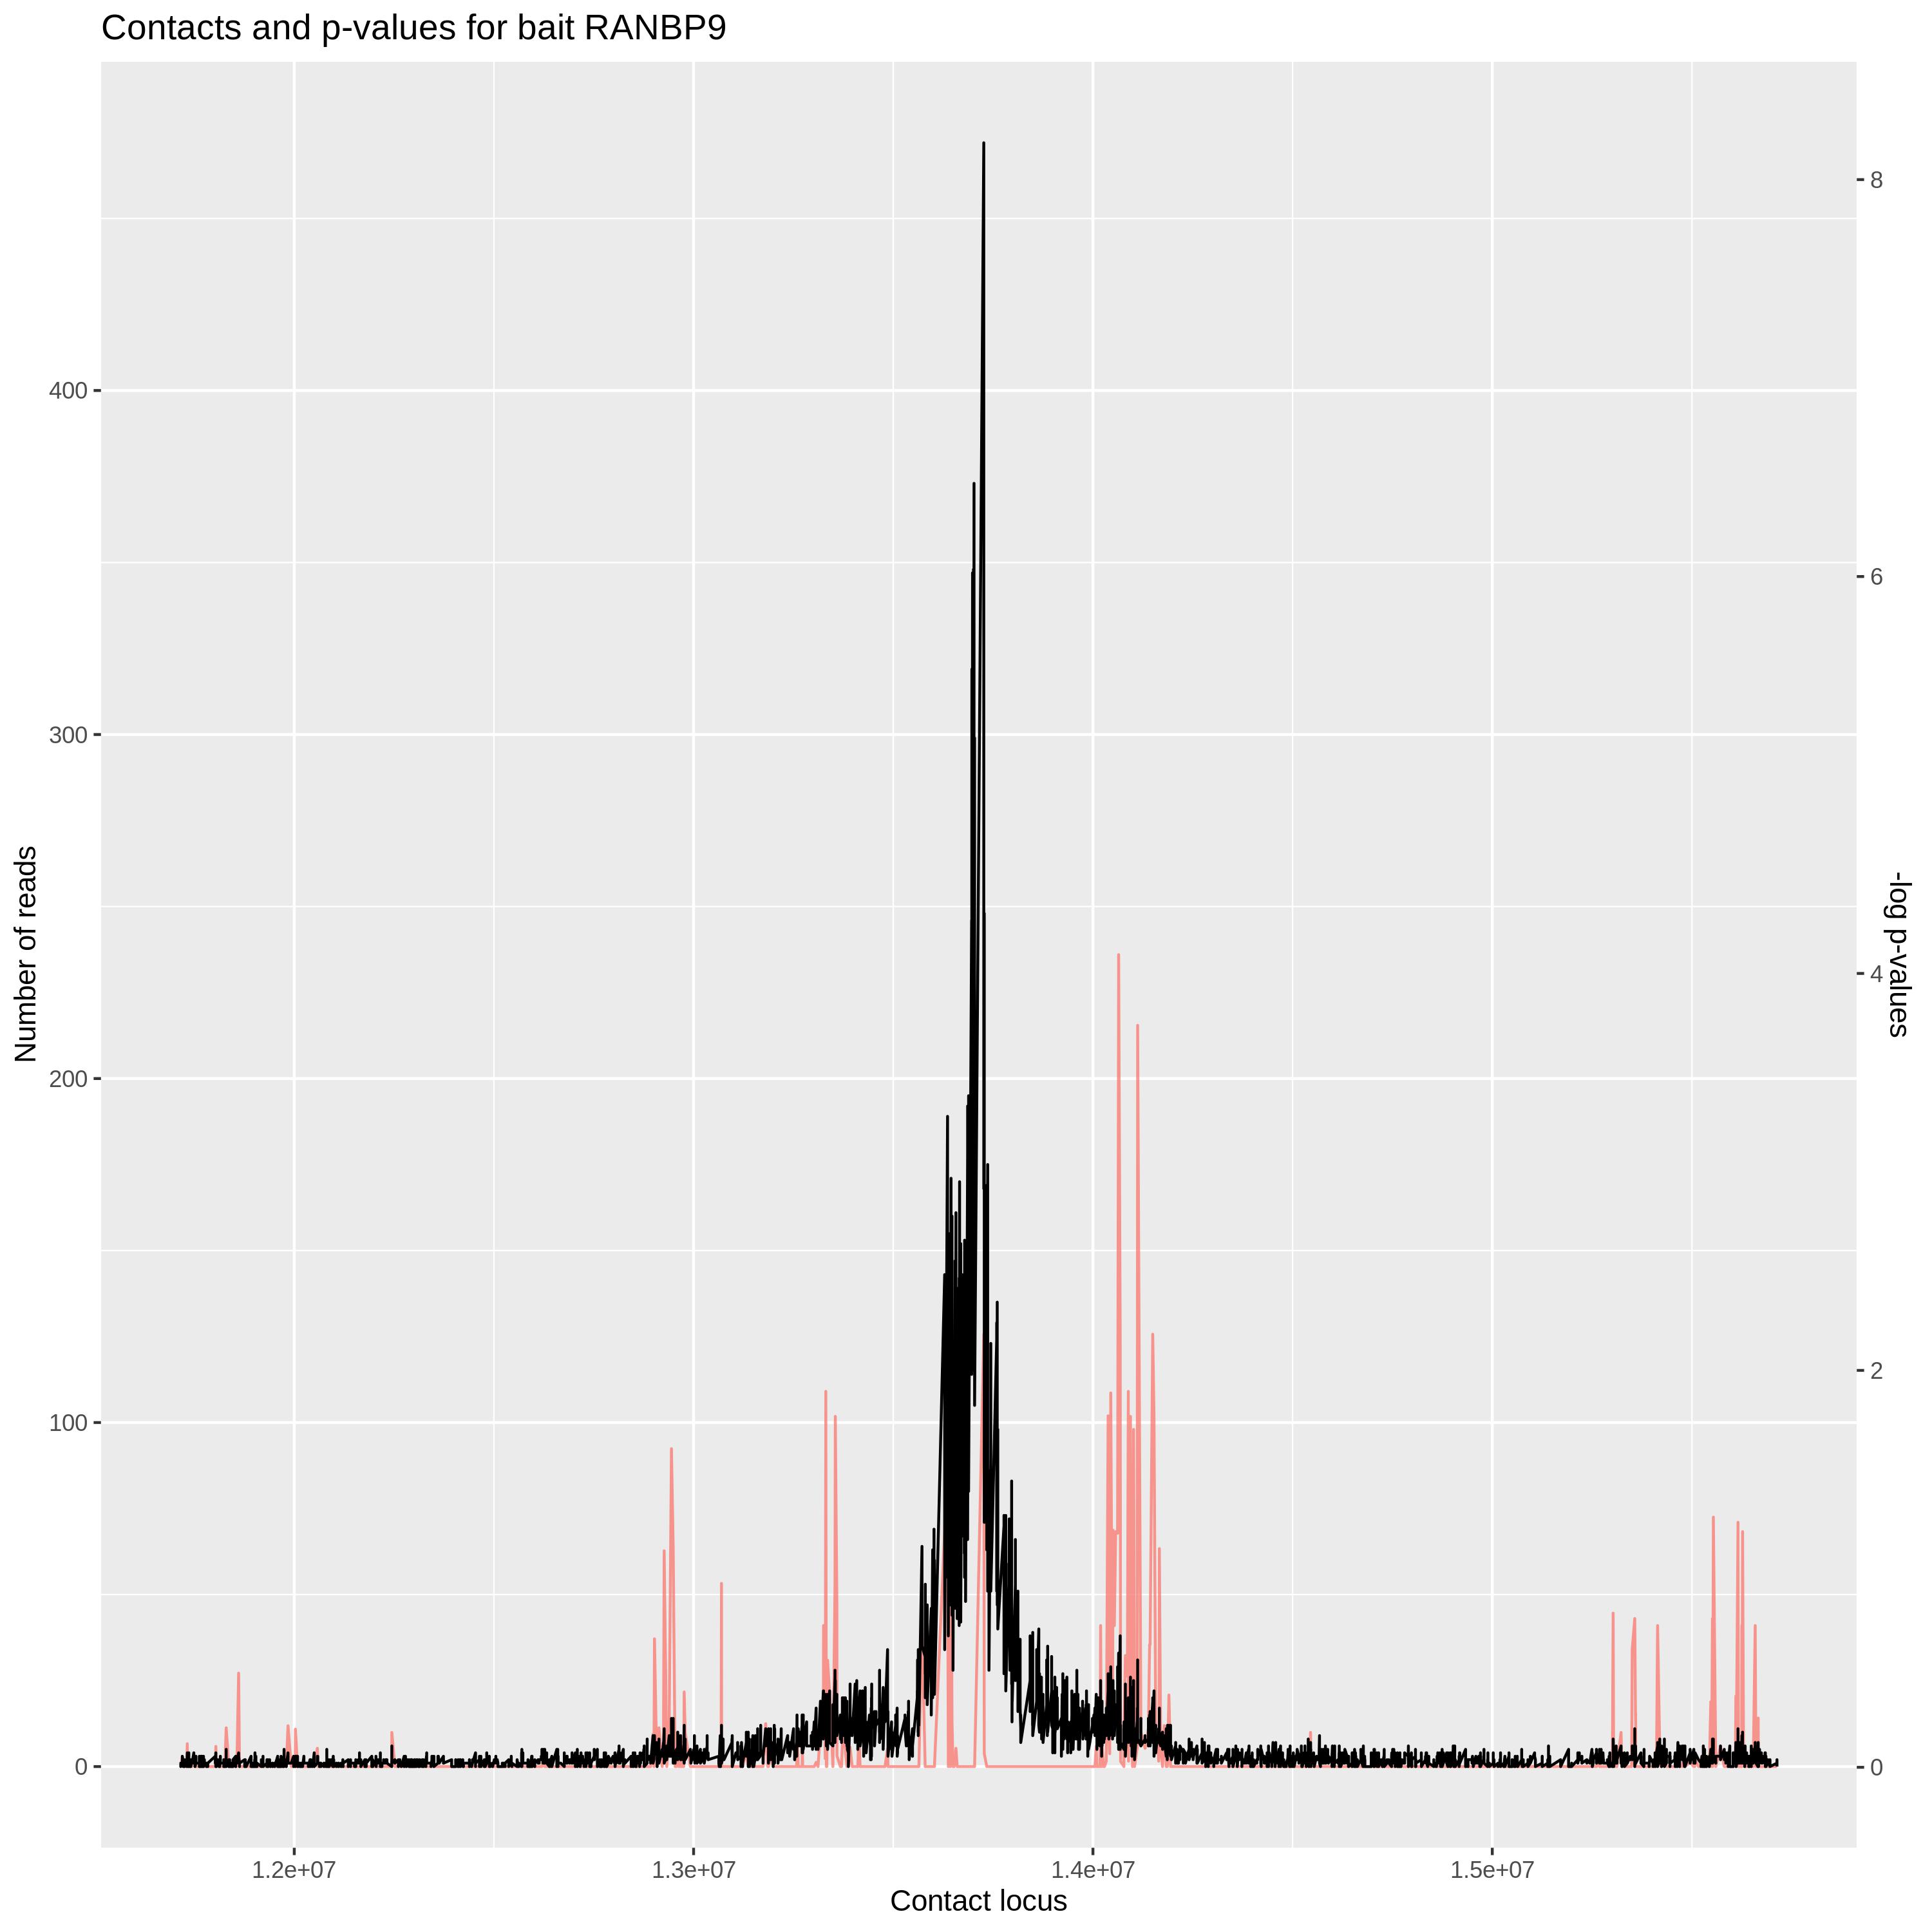 Contacts and p-values for bait RANBP9
400
300
200
100
0
Number of reads
8
6
4
2
0
-log p-values
1.2e+07
1.3e+07
1.4e+07
1.5e+07
Contact locus